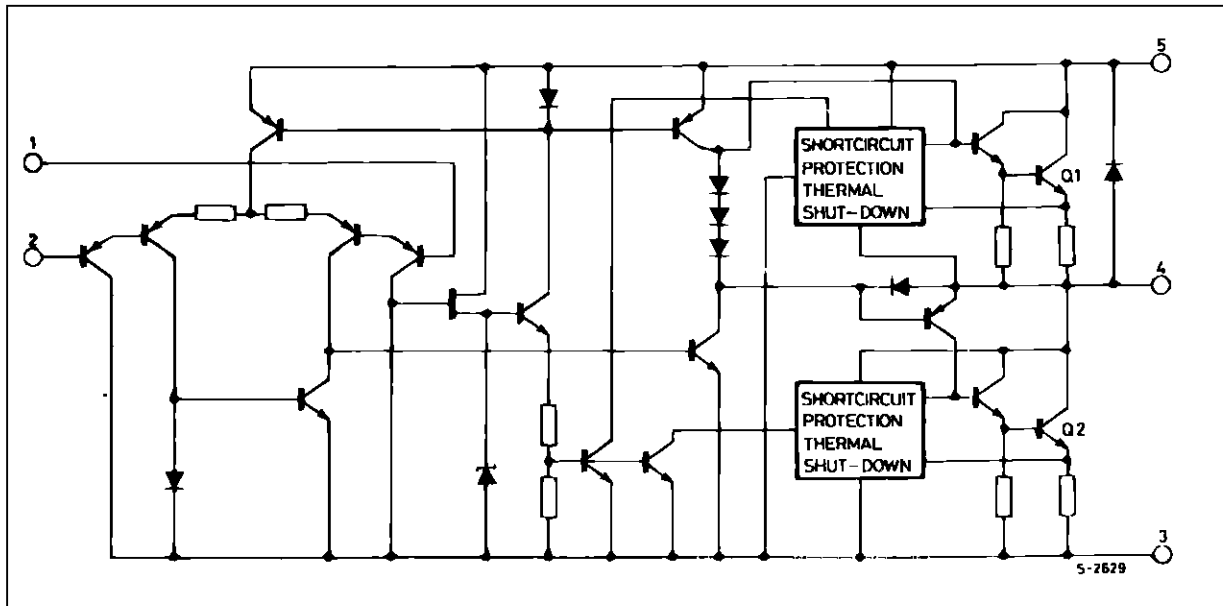 5
1
SHORTCIRCUIT
PROTECTION
THERMAL
SHUT-DOWN
Q1
2
4
SHORTCIRCUIT
PROTECTION
THERMAL
SHUT-DOWN
Q2
3
S-2629